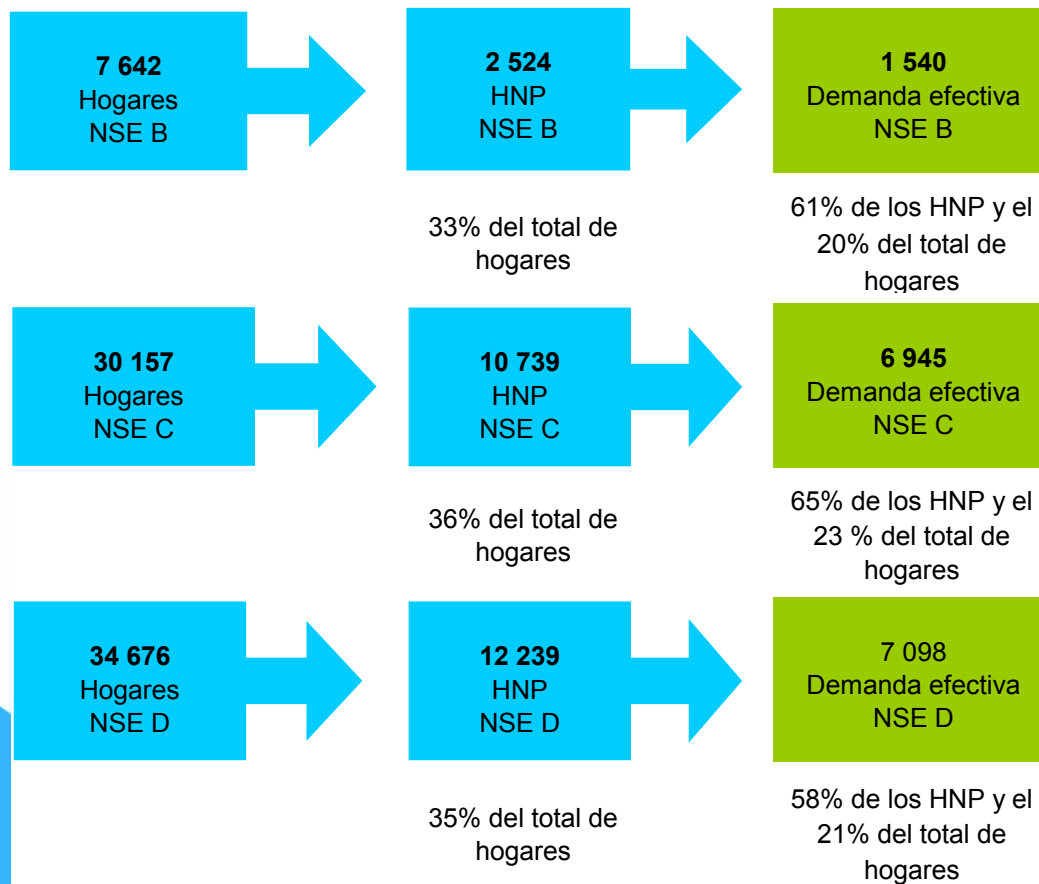 7 642
Hogares
NSE B
2 524
HNP
NSE B
1 540
Demanda efectiva
NSE B
33% del total de
hogares
61% de los HNP y el
20% del total de
hogares
30 157
Hogares
NSE C
10 739
HNP
NSE C
6 945
Demanda efectiva
NSE C
36% del total de
hogares
65% de los HNP y el
23 % del total de
hogares
34 676
Hogares
NSE D
12 239
HNP
NSE D
7 098
Demanda efectiva
NSE D
35% del total de
hogares
58% de los HNP y el
21% del total de
hogares